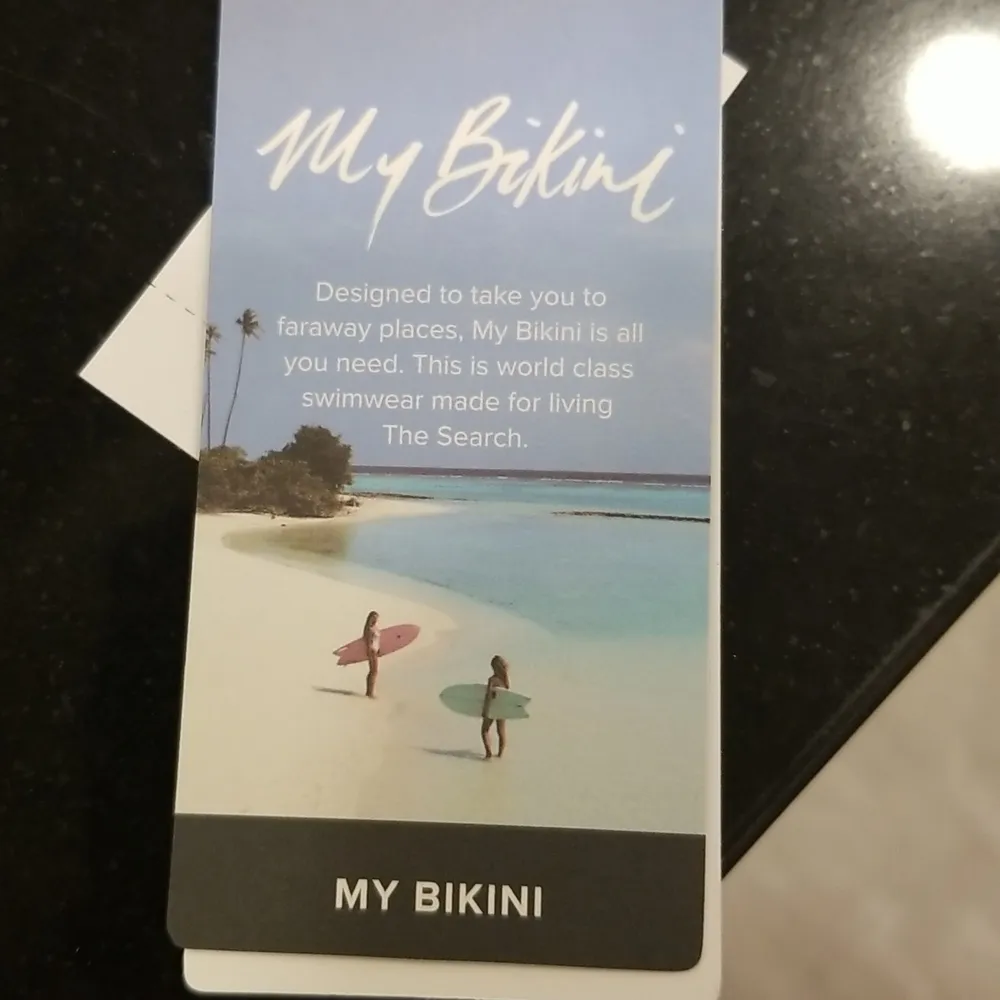 My Bikini
Designed to take you to
faraway places, My Bikini is all
you need. This is world class
swimwear made for living
The Search.
MY BIKINI